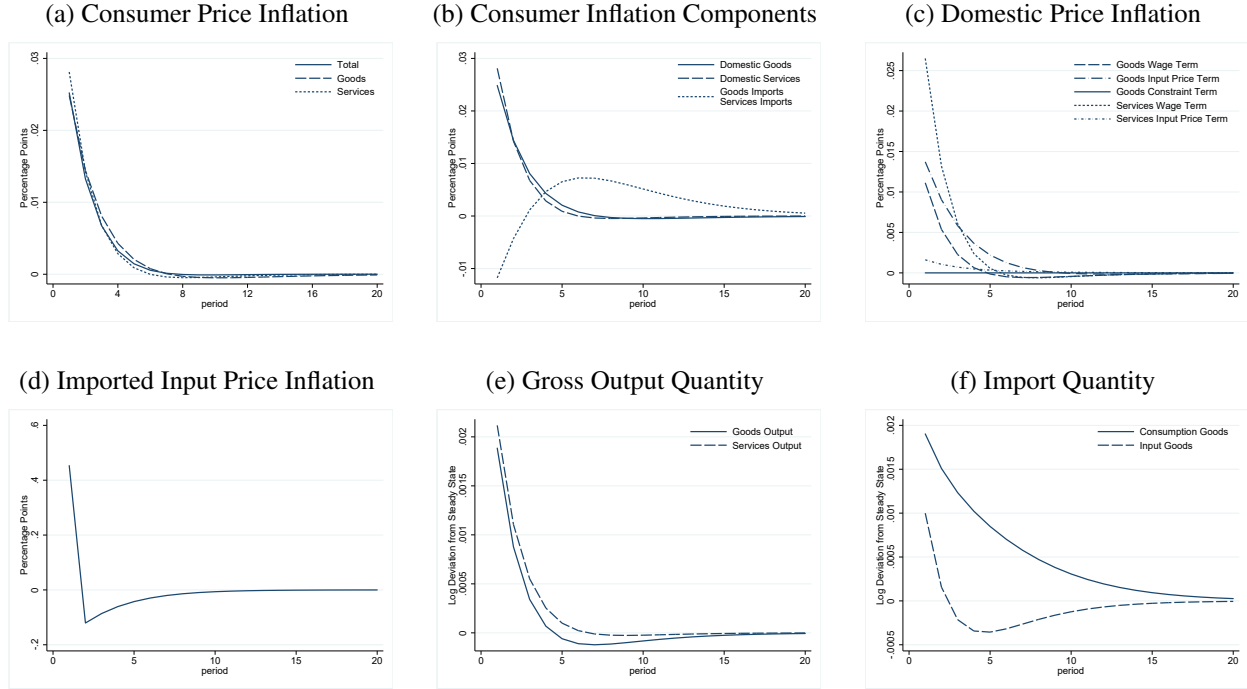 (a) Consumer Price Inflation
Percentage Points
0
.01
.02
.03
0
4
8
12
16
20
period
Total
Goods
Services
(b) Consumer Inflation Components
Percentage Points
-.01
0
.01
.02
.03
0
5
10
15
20
period
Domestic Goods
Domestic Services
Goods Imports
Services Imports
(c) Domestic Price Inflation
Percentage Points
0
.005
.01
.015
.02
.025
0
5
10
15
20
period
Goods Wage Term
Goods Input Price Term
Goods Constraint Term
Services Wage Term
Services Input Price Term
(d) Imported Input Price Inflation
Percentage Points
-.2
0
.2
.4
.6
0
5
10
15
20
period
(e) Gross Output Quantity
Log Deviation from Steady State
0
.0005
.001
.0015
.002
0
5
10
15
20
period
Goods Output
Services Output
(f) Import Quantity
Log Deviation from Steady State
-.0005
0
.0005
.001
.0015
.002
0
5
10
15
20
period
Consumption Goods
Input Goods